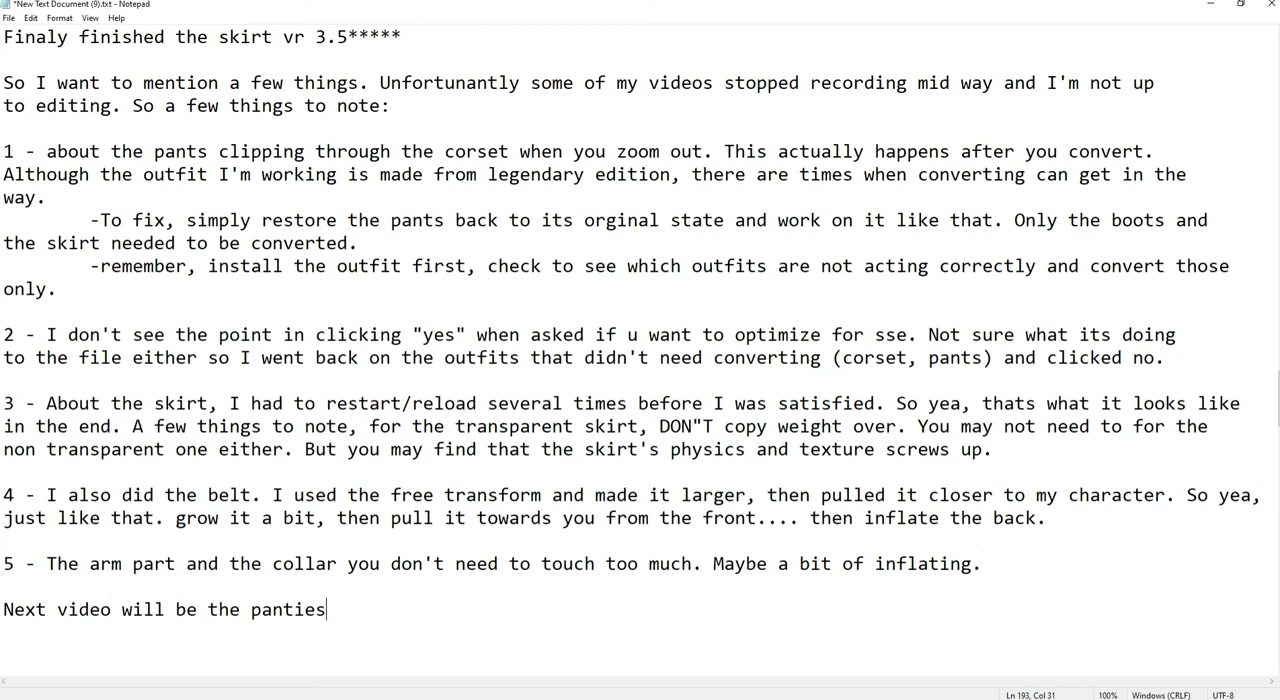 *New Text Document (9).txt - Notepad
File Edit Format View Help
Finaly finished the skirt vr 3.5*****
So I want to mention a few things. Unfortunantly some of my videos stopped recording mid way and I'm not up
to editing. So a few things to note:
1 - about the pants clipping through the corset when you zoom out. This actually happens after you convert.
Although the outfit I'm working is made from legendary edition, there are times when converting can get in the
way.
-To fix, simply restore the pants back to its orginal state and work on it like that. Only the boots and
the skirt needed to be converted.
-remember, install the outfit first, check to see which outfits are not acting correctly and convert those
only.
2 - I don't see the point in clicking "yes" when asked if u want to optimize for sse. Not sure what its doing
to the file either so I went back on the outfits that didn't need converting (corset, pants) and clicked no.
3 - About the skirt, I had to restart/reload several times before I was satisfied. So yea, thats what it looks like
in the end. A few things to note, for the transparent skirt, DON"T copy weight over. You may not need to for the
non transparent one either. But you may find that the skirt's physics and texture screws up.
4 - I also did the belt. I used the free transform and made it larger, then pulled it closer to my character. So yea,
just like that. grow it a bit, then pull it towards you from the front.... then inflate the back.
5 - The arm part and the collar you don't need to touch too much. Maybe a bit of inflating.
Next video will be the panties
Ln 193, Col 31 100% Windows (CRLF) UTF-8